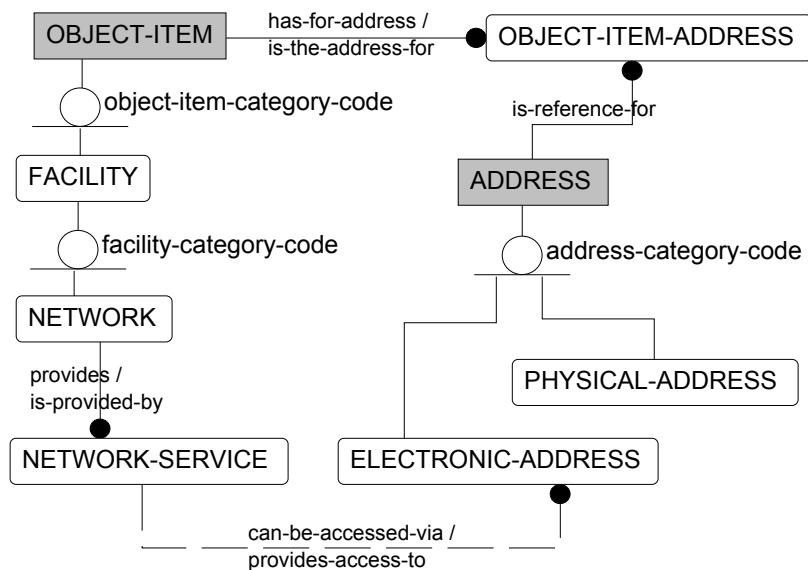 OBJECT-ITEM
has-for-address /
is-the-address-for
OBJECT-ITEM-ADDRESS
object-item-category-code
is-reference-for
FACILITY
ADDRESS
facility-category-code
address-category-code
NETWORK
provides /
is-provided-by
PHYSICAL-ADDRESS
NETWORK-SERVICE
ELECTRONIC-ADDRESS
can-be-accessed-via /
provides-access-to